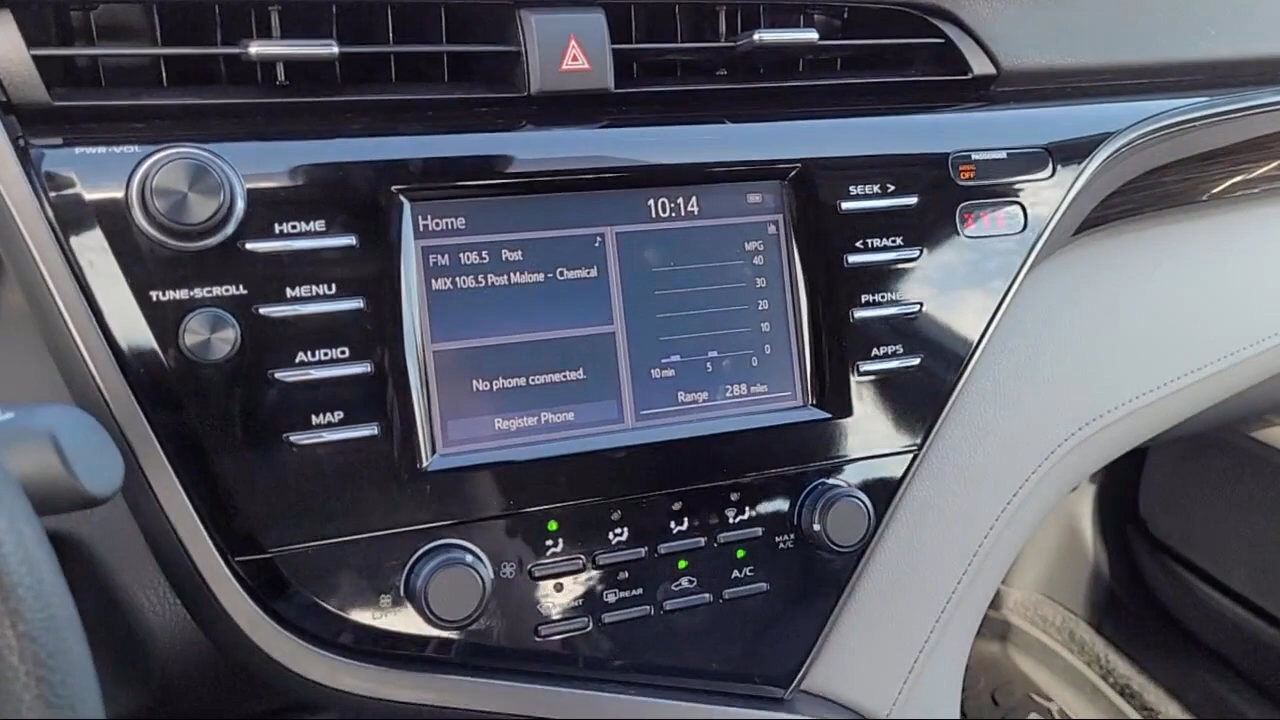 PWR•VOL
HOME
TUNE•SCROLL
MENU
AUDIO
MAP
Home
10:14
FM 106.5 Post
MIX 106.5 Post Malone - Chemical
No phone connected.
Register Phone
MPG
40
30
20
10
0
10 min 5 0
Range 288 miles
SEEK >
< TRACK
PHONE
APPS
PASSENGER
OFF
MAX
A/C
OFF
REAR
A/C